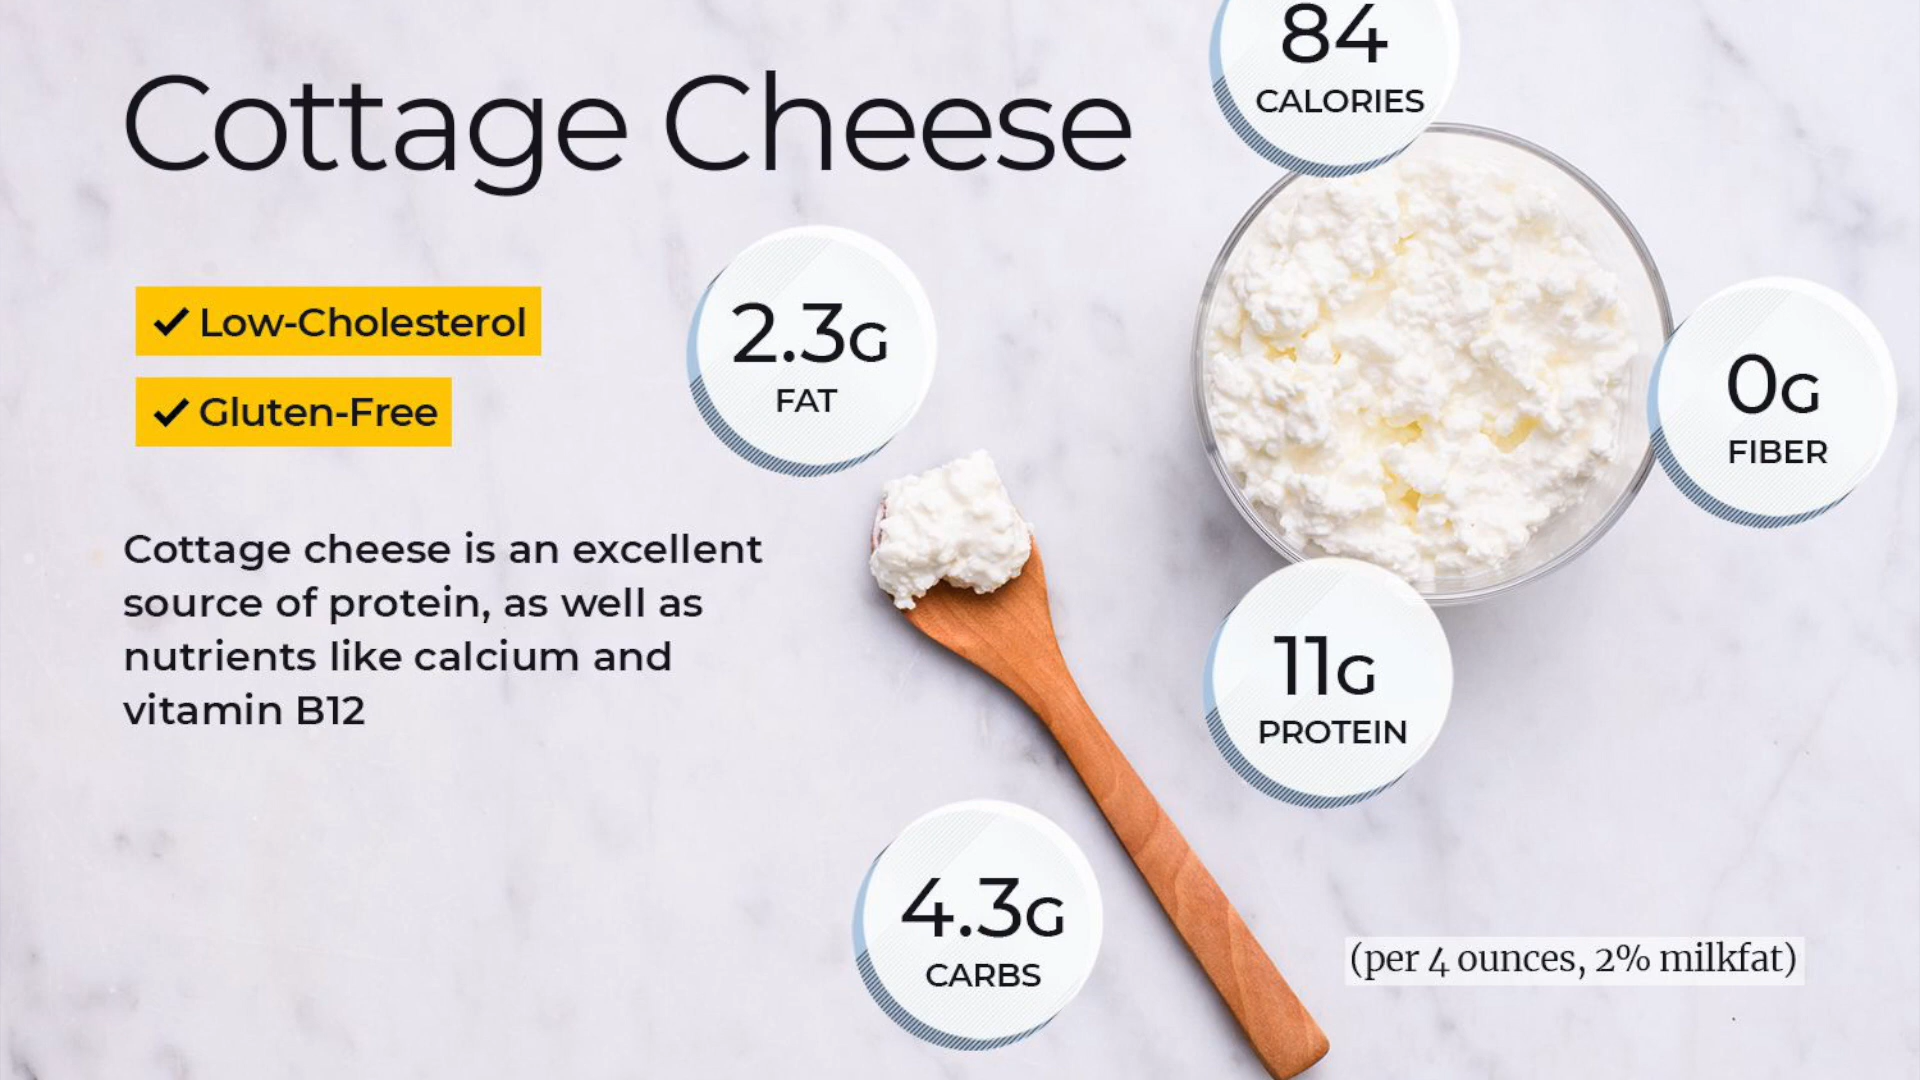 Cottage Cheese
84
CALORIES
✓ Low-Cholesterol
✓ Gluten-Free
2.3G
FAT
0G
FIBER
Cottage cheese is an excellent
source of protein, as well as
nutrients like calcium and
vitamin B12
11G
PROTEIN
4.3G
CARBS
(per 4 ounces, 2% milkfat)